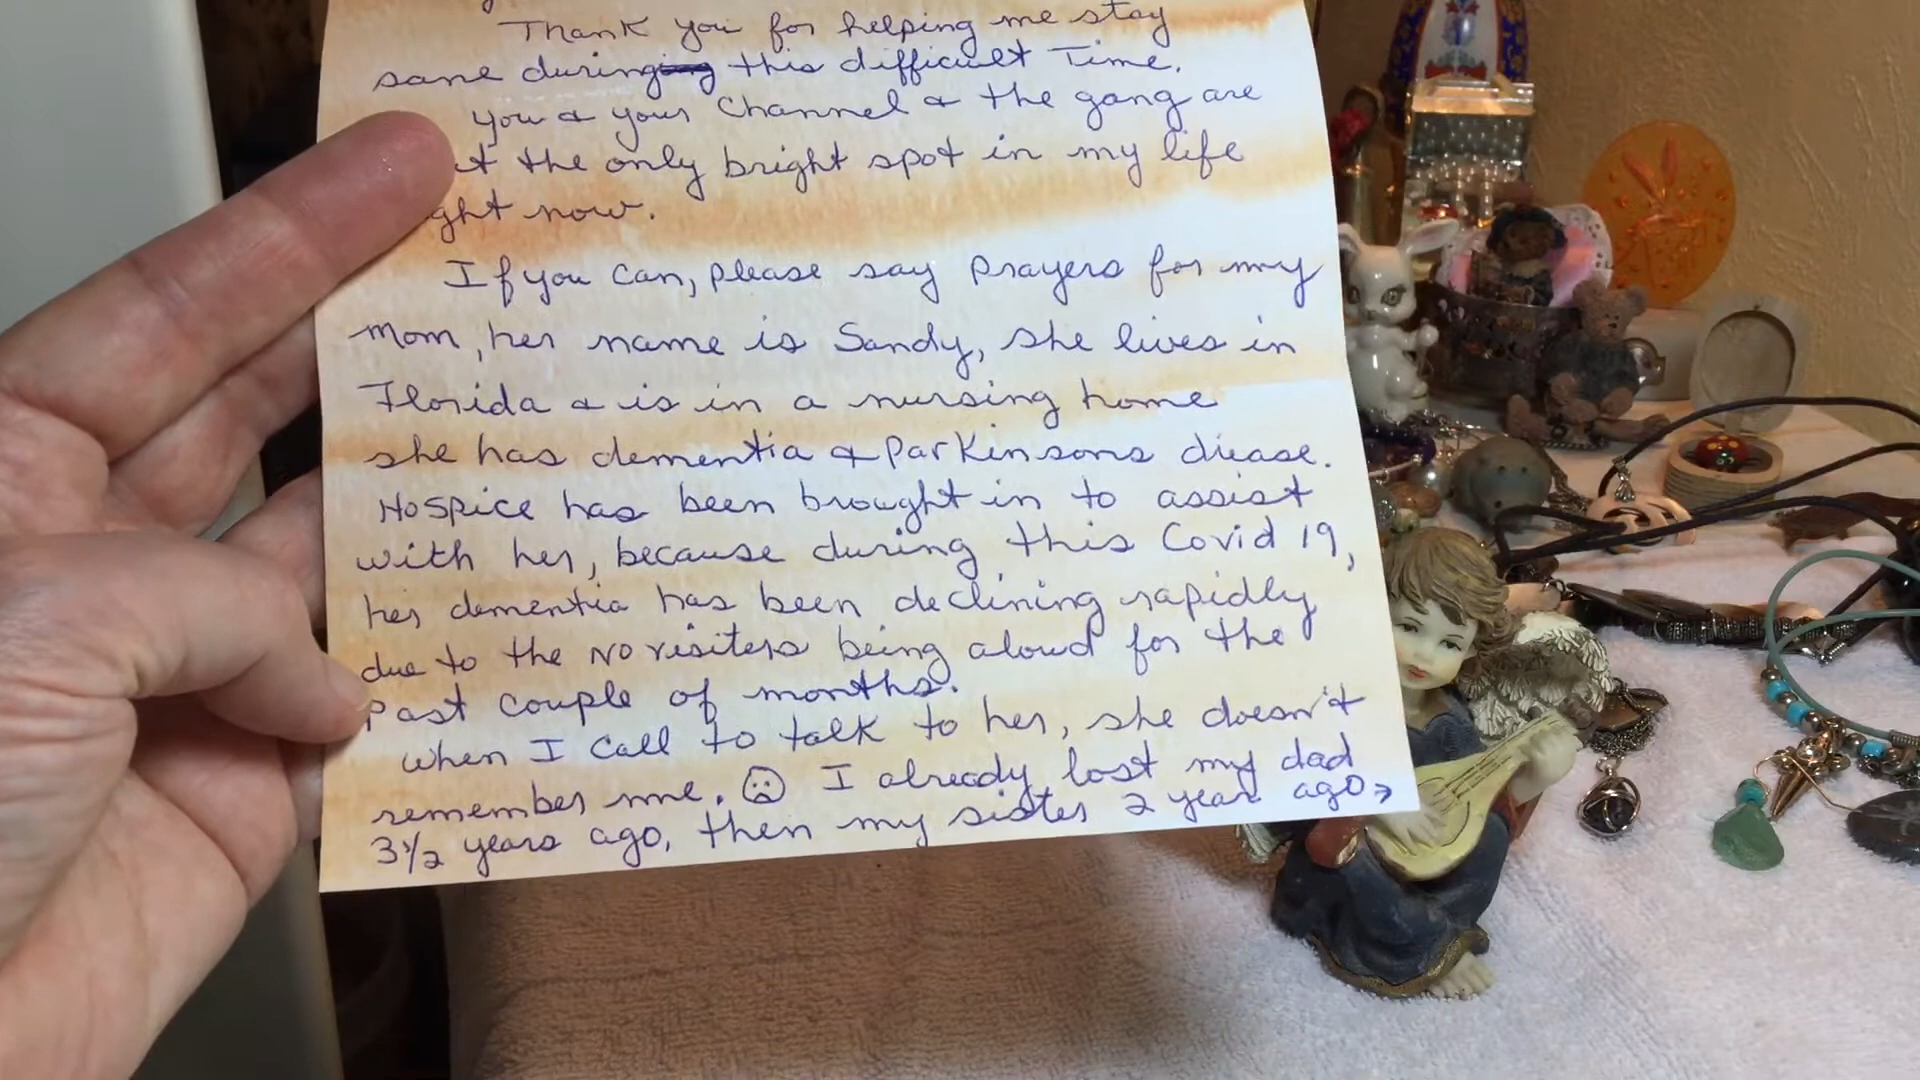 Thank you for helping me stay
sane during this difficult Time.
you & your Channel & the gang are
the only bright spot in my life
now.
If you can, please say prayers for my
mom, her name is Sandy, she lives in
Florida & is in a nursing home
she has dementia & Parkinsons diease.
Hospice has been brought in to assist
with her, because during this Covid 19,
her dementia has been declining rapidly
due to the NO visiters being aloud for the
past couple of months.
when I call to talk to her, she doesn't
remember me. ☹ I already lost my dad
3½ years ago, then my sister 2 year ago→